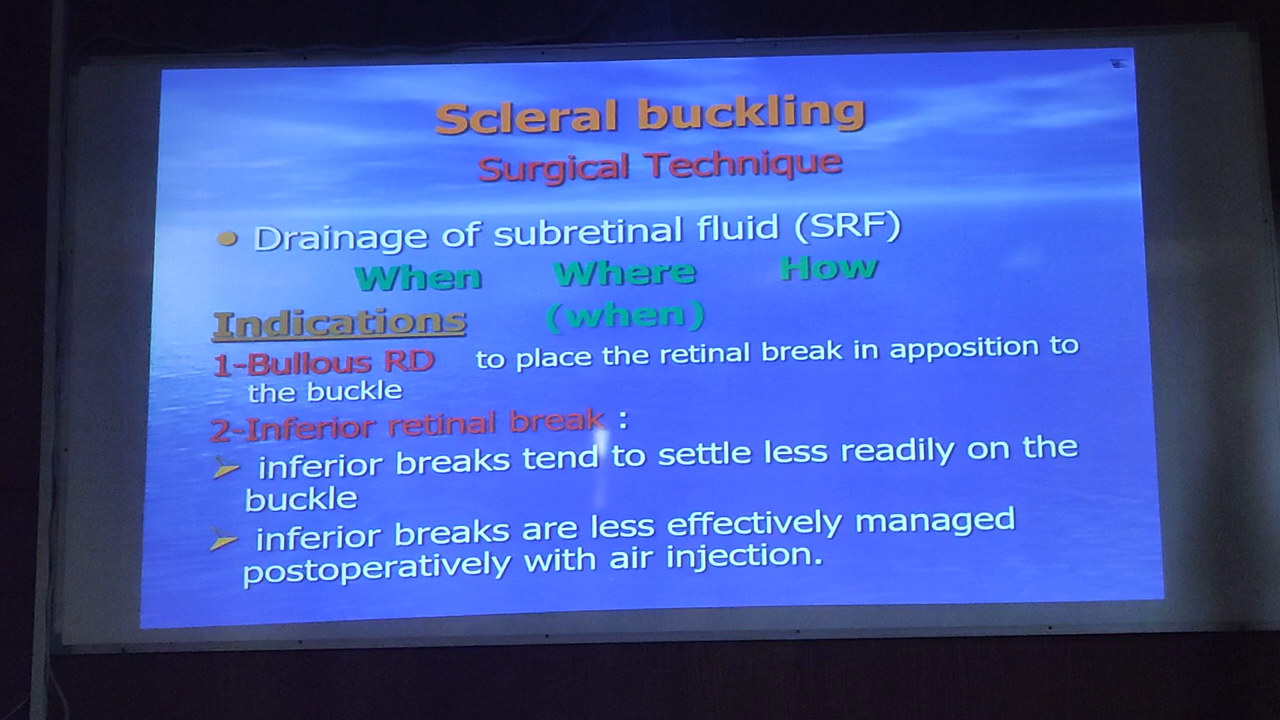 Scleral buckling
Surgical Technique
• Drainage of subretinal fluid (SRF)
When Where How
Indications (when)
1-Bullous RD to place the retinal break in apposition to
the buckle
2-Inferior retinal break :
➢ inferior breaks tend to settle less readily on the
buckle
➢ inferior breaks are less effectively managed
postoperatively with air injection.